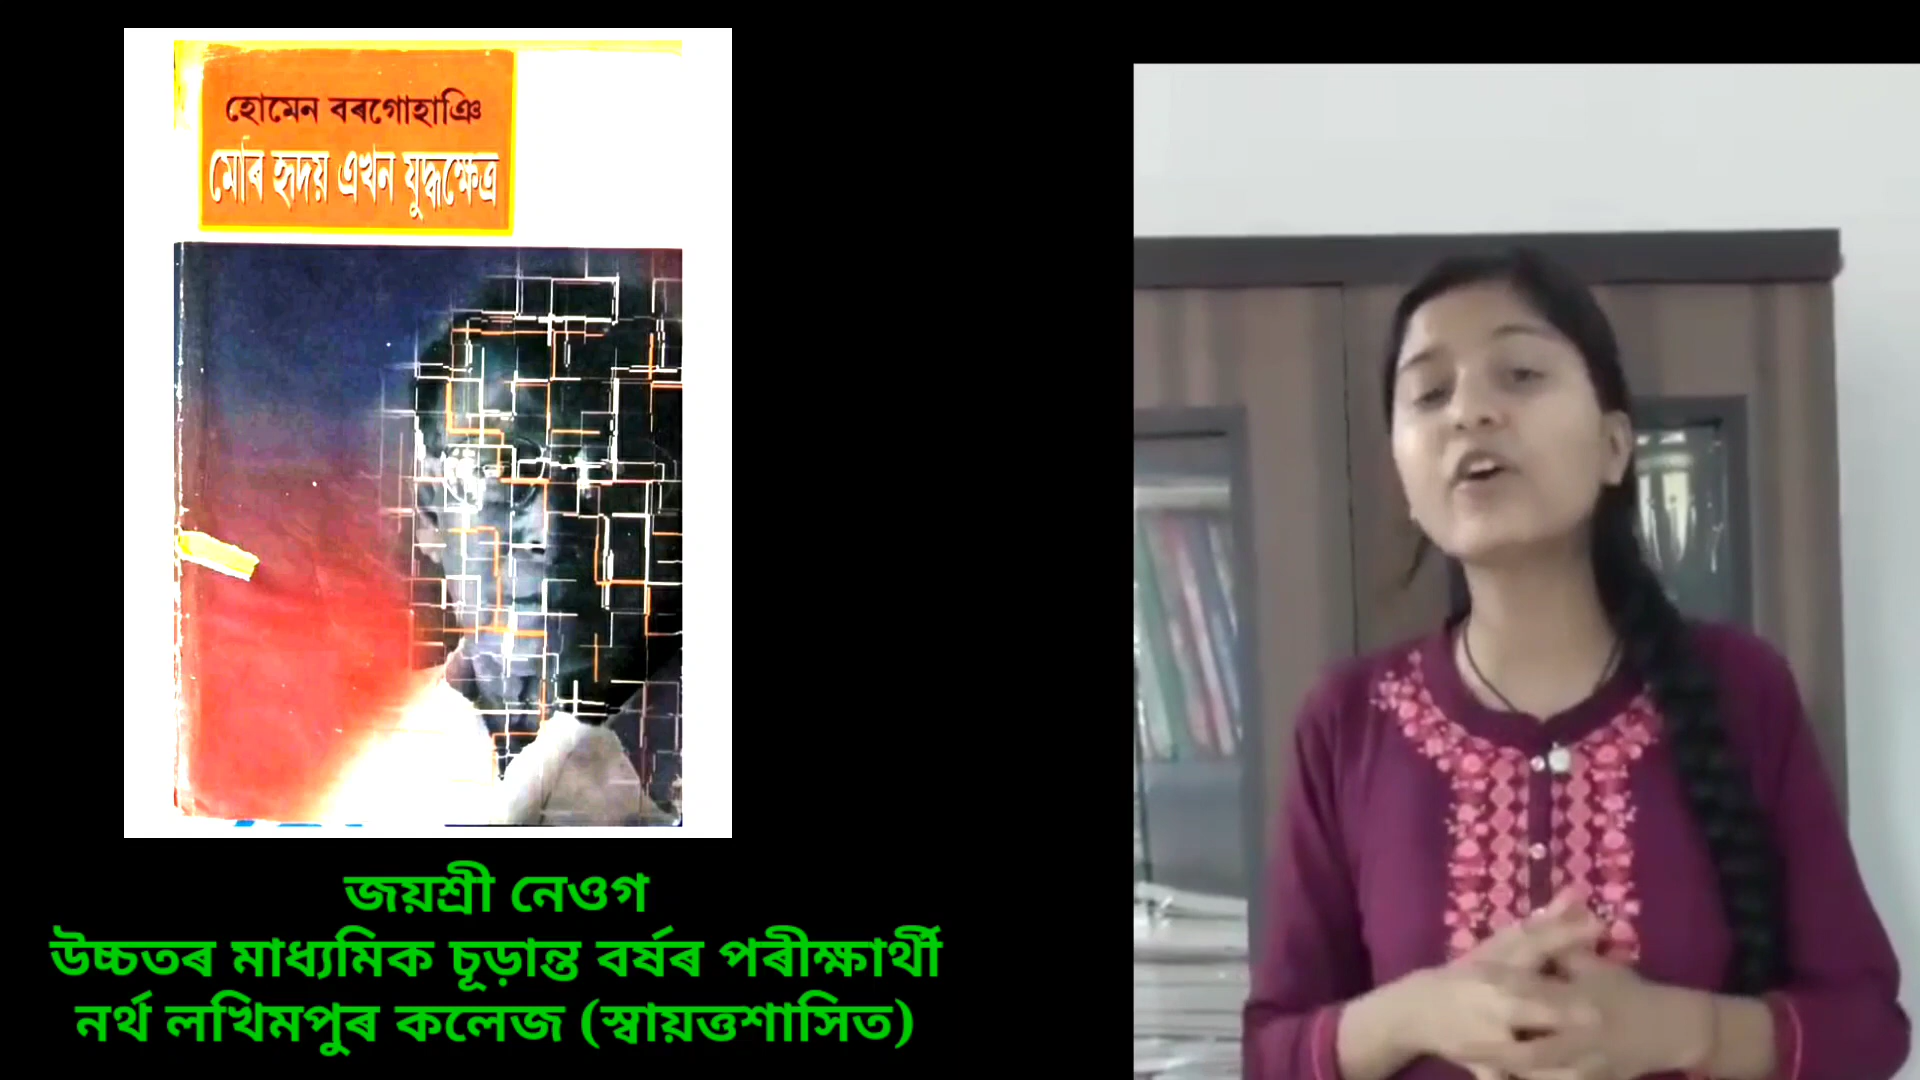 হোমেন বৰগোহাঞি
মোৰ হৃদয় এখন যুদ্ধক্ষেত্ৰ
জয়শ্ৰী নেওগ
উচ্চতৰ মাধ্যমিক চূড়ান্ত বৰ্ষৰ পৰীক্ষাৰ্থী
নৰ্থ লখিমপুৰ কলেজ (স্বায়ত্তশাসিত)